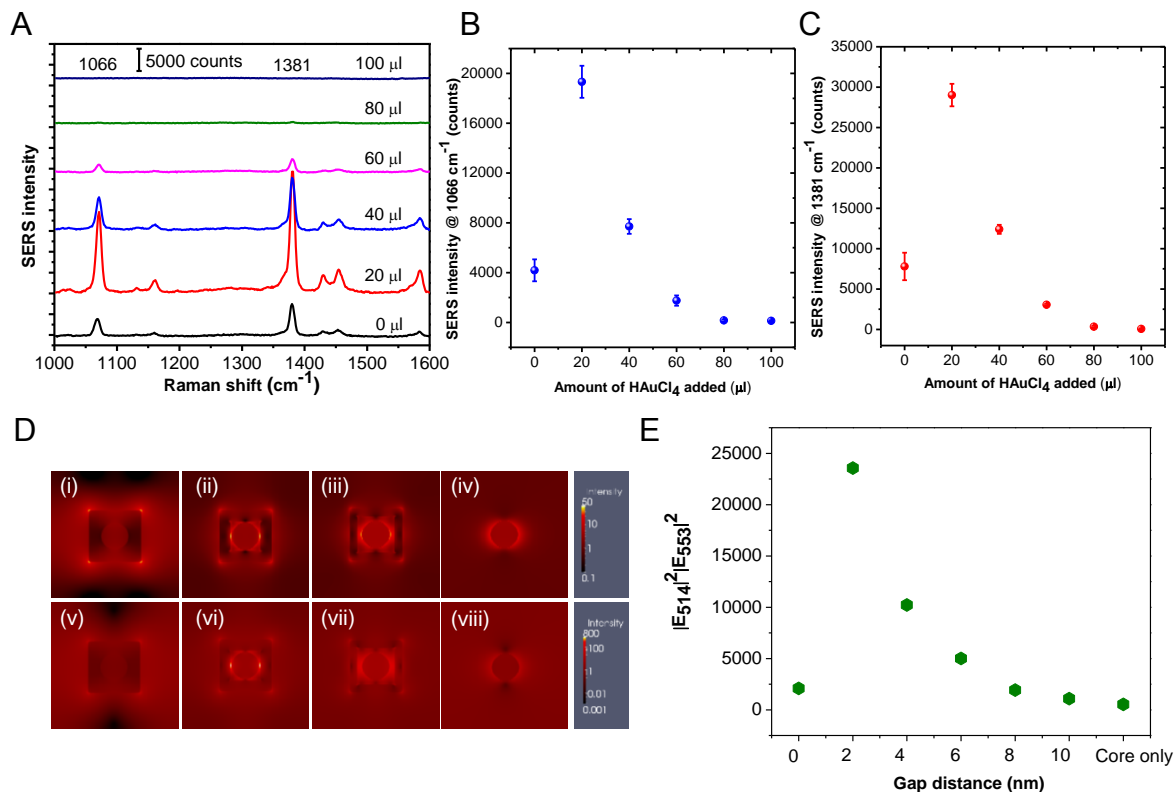 A
1066
5000 counts
1381
100 μl
80 μl
60 μl
40 μl
20 μl
0 μl
SERS intensity
1000 1100 1200 1300 1400 1500 1600
Raman shift (cm⁻¹)
B
SERS intensity @ 1066 cm⁻¹ (counts)
20000
16000
12000
8000
4000
0
0 20 40 60 80 100
Amount of HAuCl₄ added (μl)
C
SERS intensity @ 1381 cm⁻¹ (counts)
35000
30000
25000
20000
15000
10000
5000
0
0 20 40 60 80 100
Amount of HAuCl₄ added (μl)
D
(i) (ii) (iii) (iv)
Intensity
50
10
1
0.1
(v) (vi) (vii) (viii)
Intensity
800
100
1
0.01
0.001
E
|E₅₁₄|²|E₅₅₃|²
25000
20000
15000
10000
5000
0
0 2 4 6 8 10 Core only
Gap distance (nm)